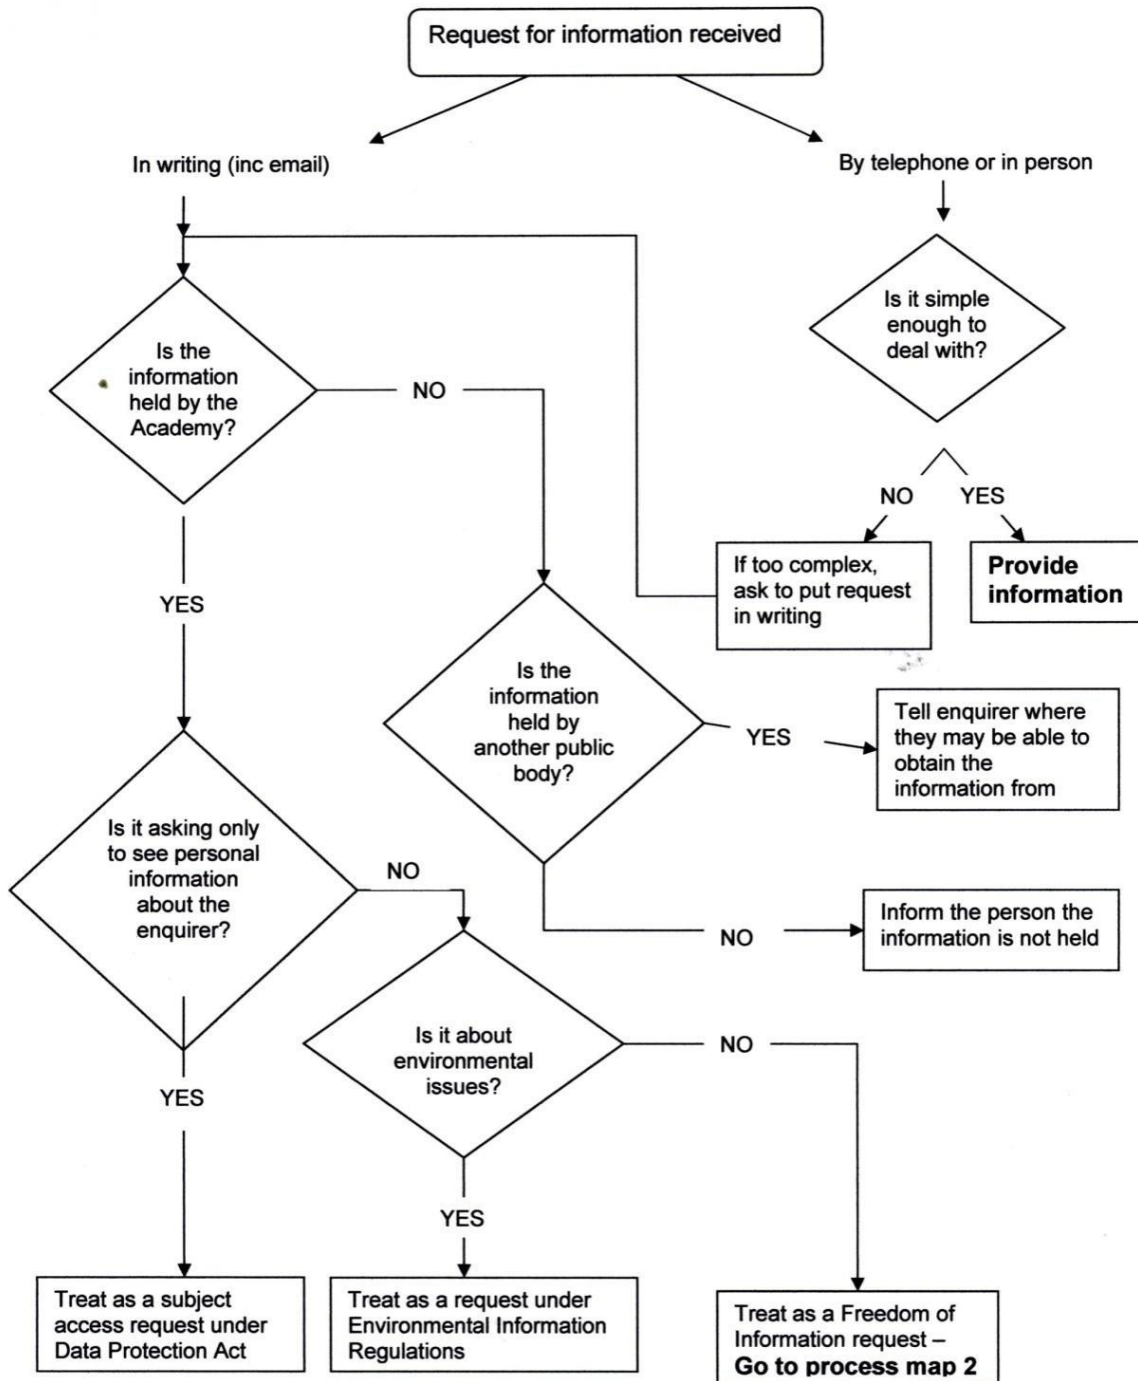 Request for information received
In writing (inc email)
By telephone or in person
Is it simple
enough to
deal with?
Is the
information
held by the
Academy?
NO
NO
YES
If too complex,
ask to put request
in writing
Provide
information
YES
Is the
information
held by
another public
body?
YES
Tell enquirer where
they may be able to
obtain the
information from
Is it asking only
to see personal
information
about the
enquirer?
NO
NO
Inform the person the
information is not held
Is it about
environmental
issues?
NO
YES
YES
Treat as a subject
access request under
Data Protection Act
Treat as a request under
Environmental Information
Regulations
Treat as a Freedom of
Information request –
Go to process map 2